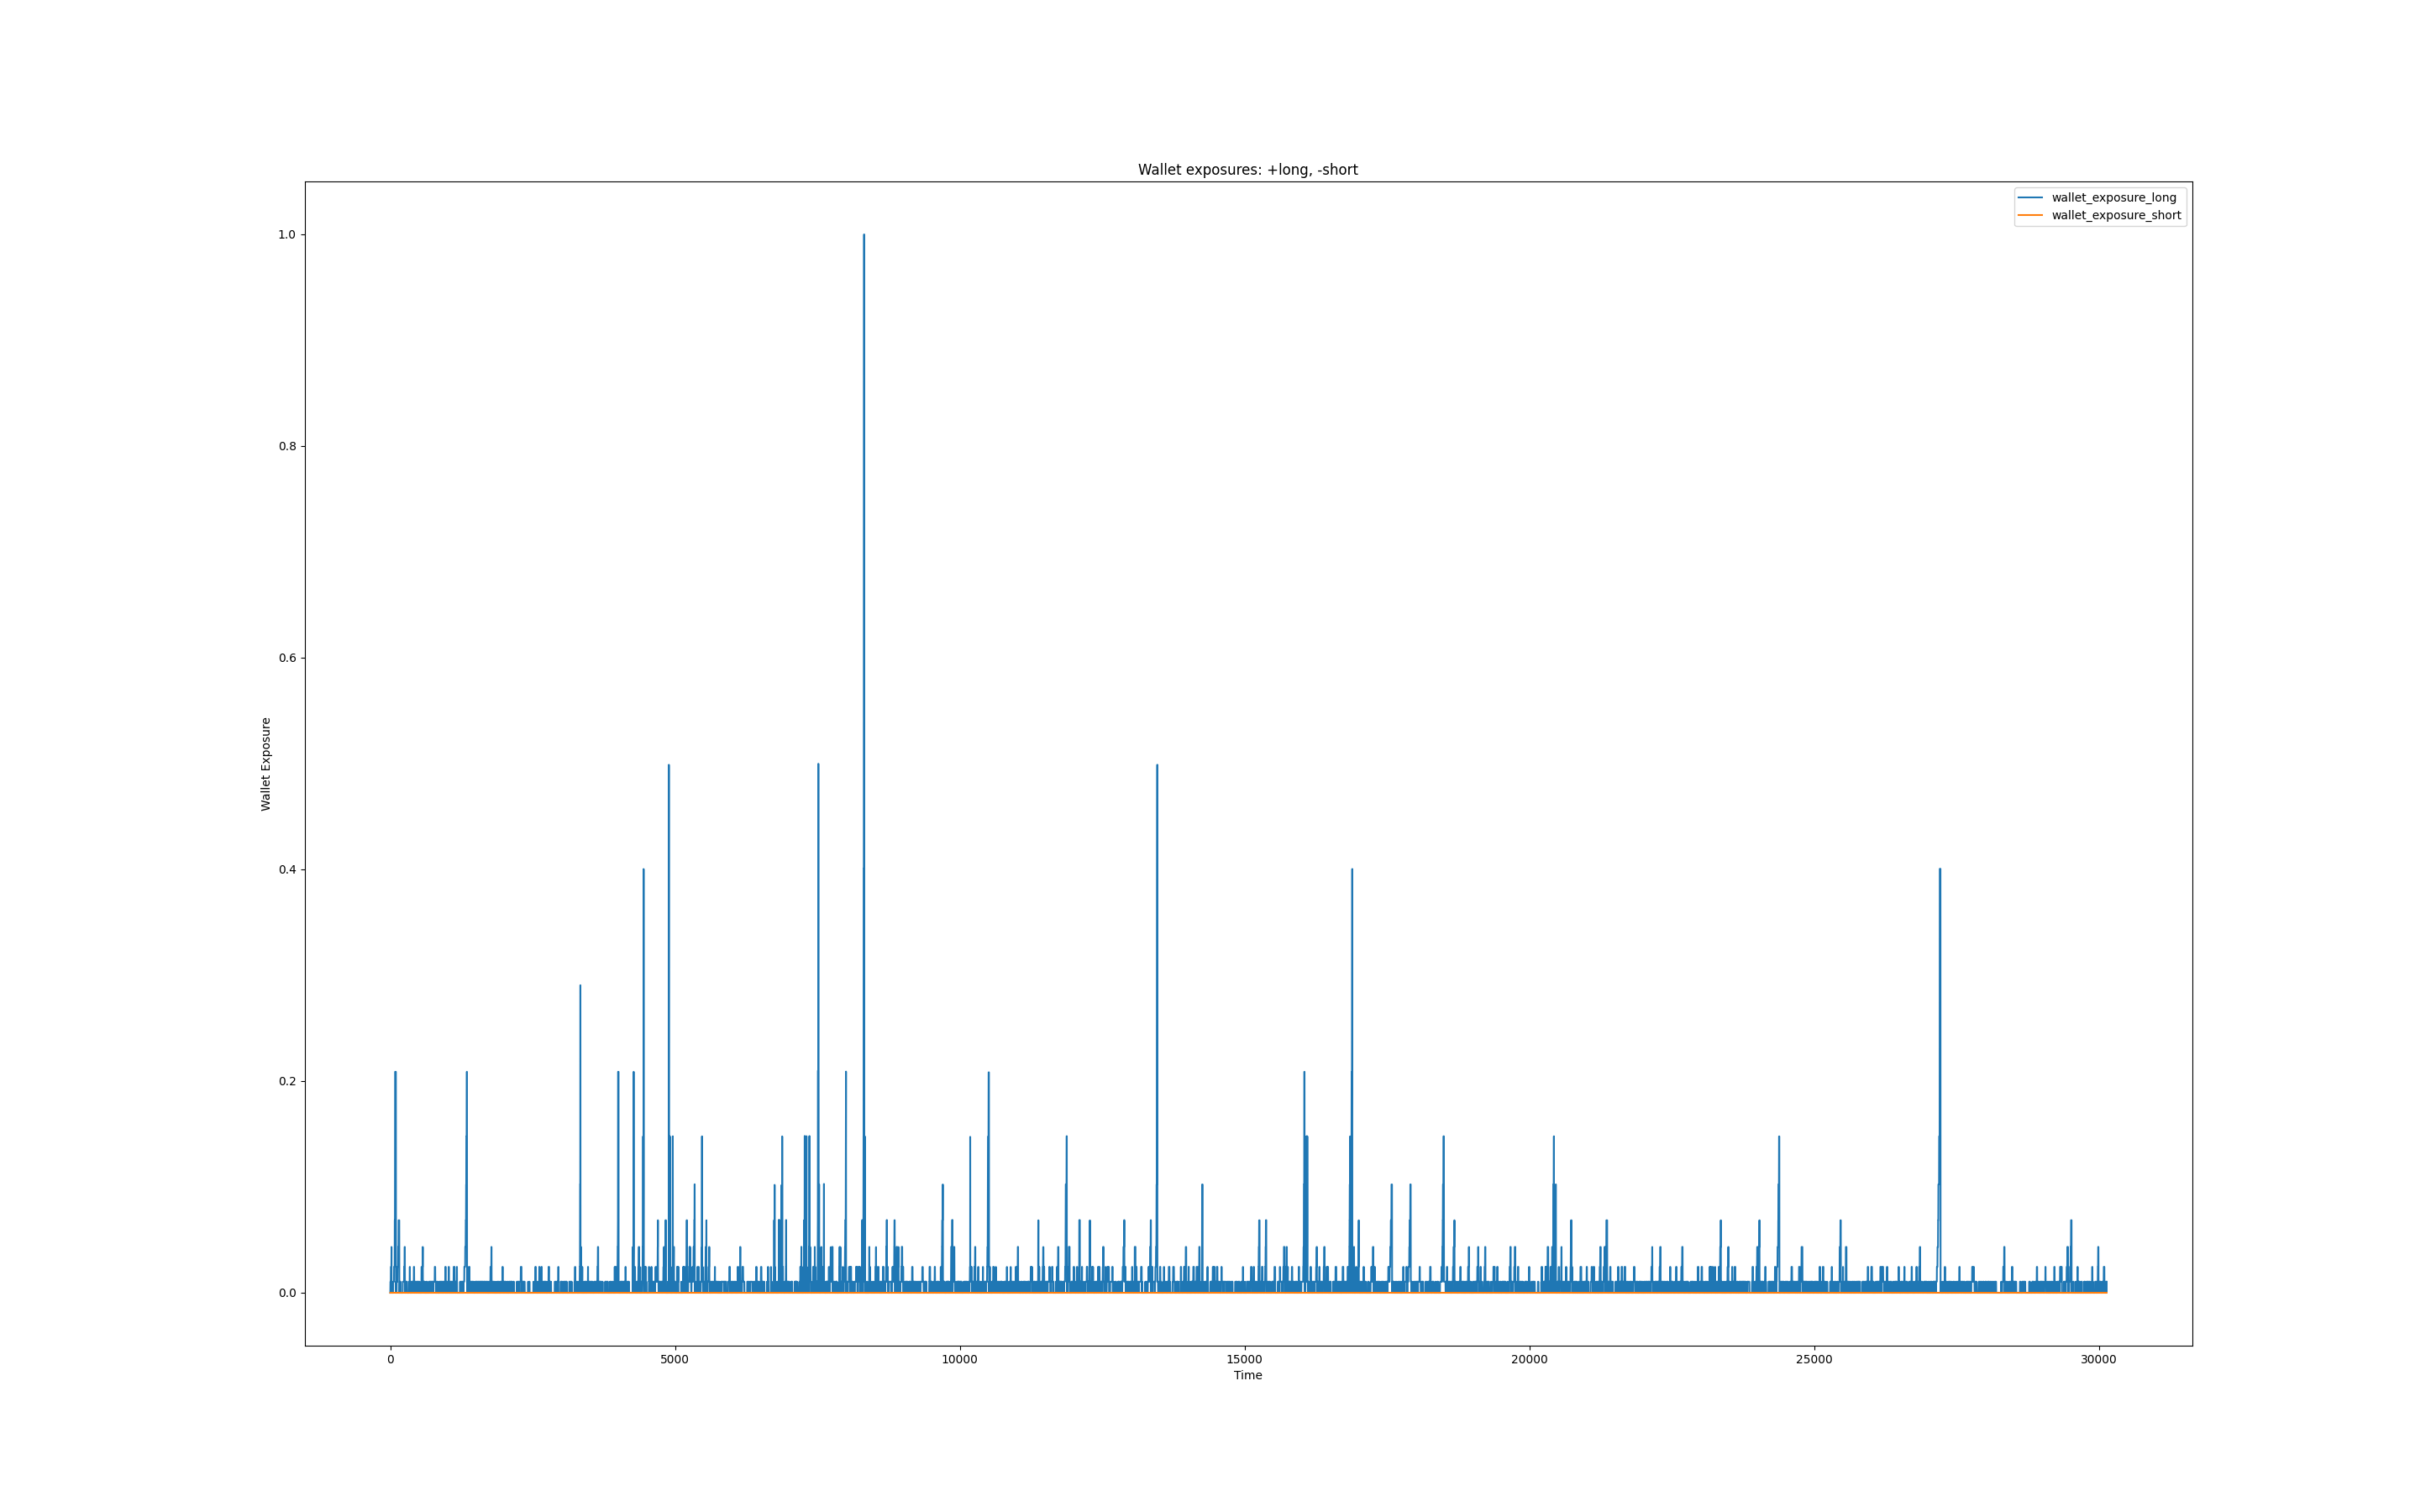 Wallet exposures: +long, -short
wallet_exposure_long
wallet_exposure_short
1.0
0.8
0.6
0.4
0.2
0.0
Wallet Exposure
0 5000 10000 15000 20000 25000 30000
Time